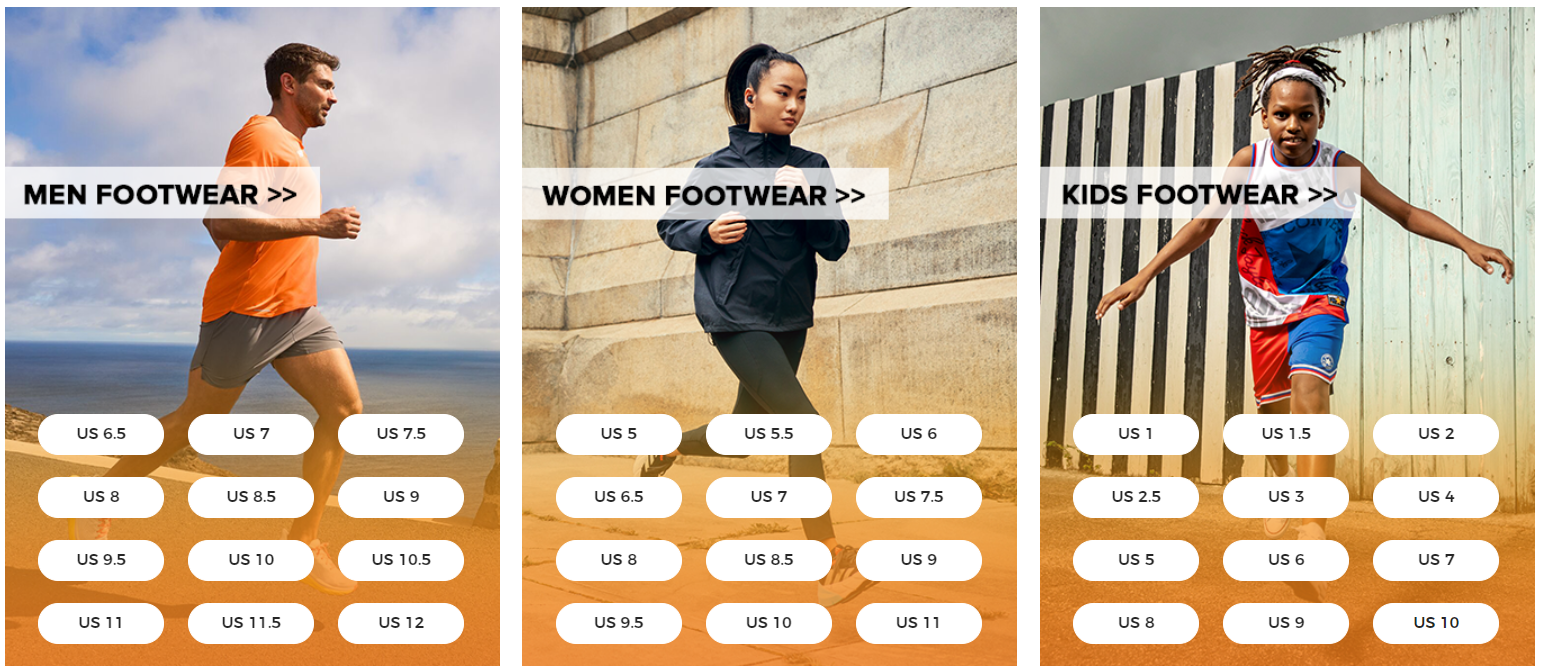 MEN FOOTWEAR >>
US 6.5 US 7 US 7.5
US 8 US 8.5 US 9
US 9.5 US 10 US 10.5
US 11 US 11.5 US 12
WOMEN FOOTWEAR >>
US 5 US 5.5 US 6
US 6.5 US 7 US 7.5
US 8 US 8.5 US 9
US 9.5 US 10 US 11
KIDS FOOTWEAR >>
US 1 US 1.5 US 2
US 2.5 US 3 US 4
US 5 US 6 US 7
US 8 US 9 US 10